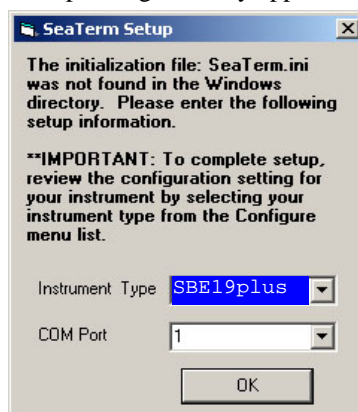 SeaTerm Setup
The initialization file: SeaTerm.ini
was not found in the Windows
directory. Please enter the following
setup information.
**IMPORTANT: To complete setup,
review the configuration setting for
your instrument by selecting your
instrument type from the Configure
menu list.
Instrument Type SBE19plus
COM Port 1
OK